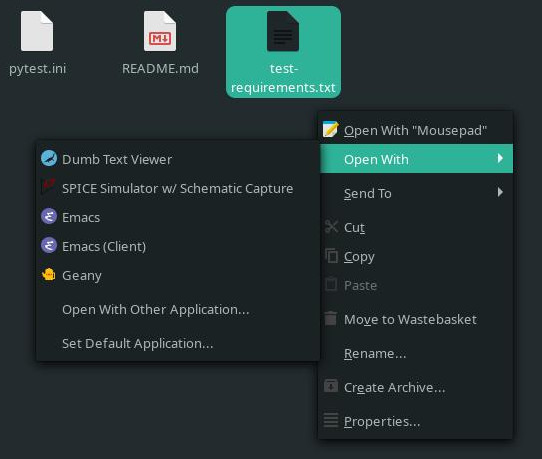 pytest.ini
README.md
test-
requirements.txt
Open With "Mousepad"
Open With
Send To
Cut
Copy
Paste
Move to Wastebasket
Rename...
Create Archive...
Properties...
Dumb Text Viewer
SPICE Simulator w/ Schematic Capture
Emacs
Emacs (Client)
Geany
Open With Other Application...
Set Default Application...